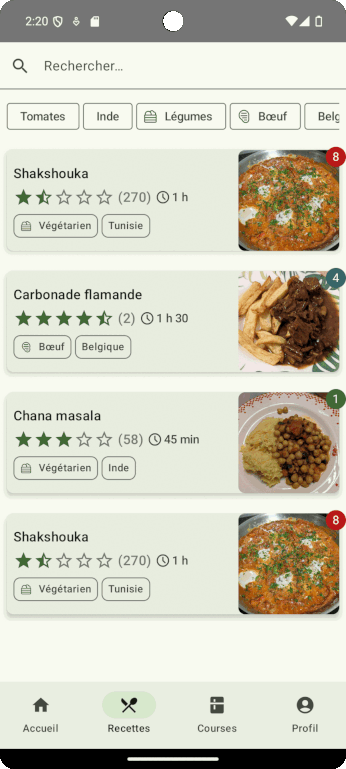 2:20
Rechercher…
Tomates Inde Légumes Bœuf Belg
8
Shakshouka
(270) 1 h
Végétarien Tunisie
4
Carbonade flamande
(2) 1 h 30
Bœuf Belgique
1
Chana masala
(58) 45 min
Végétarien Inde
8
Shakshouka
(270) 1 h
Végétarien Tunisie
Accueil Recettes Courses Profil